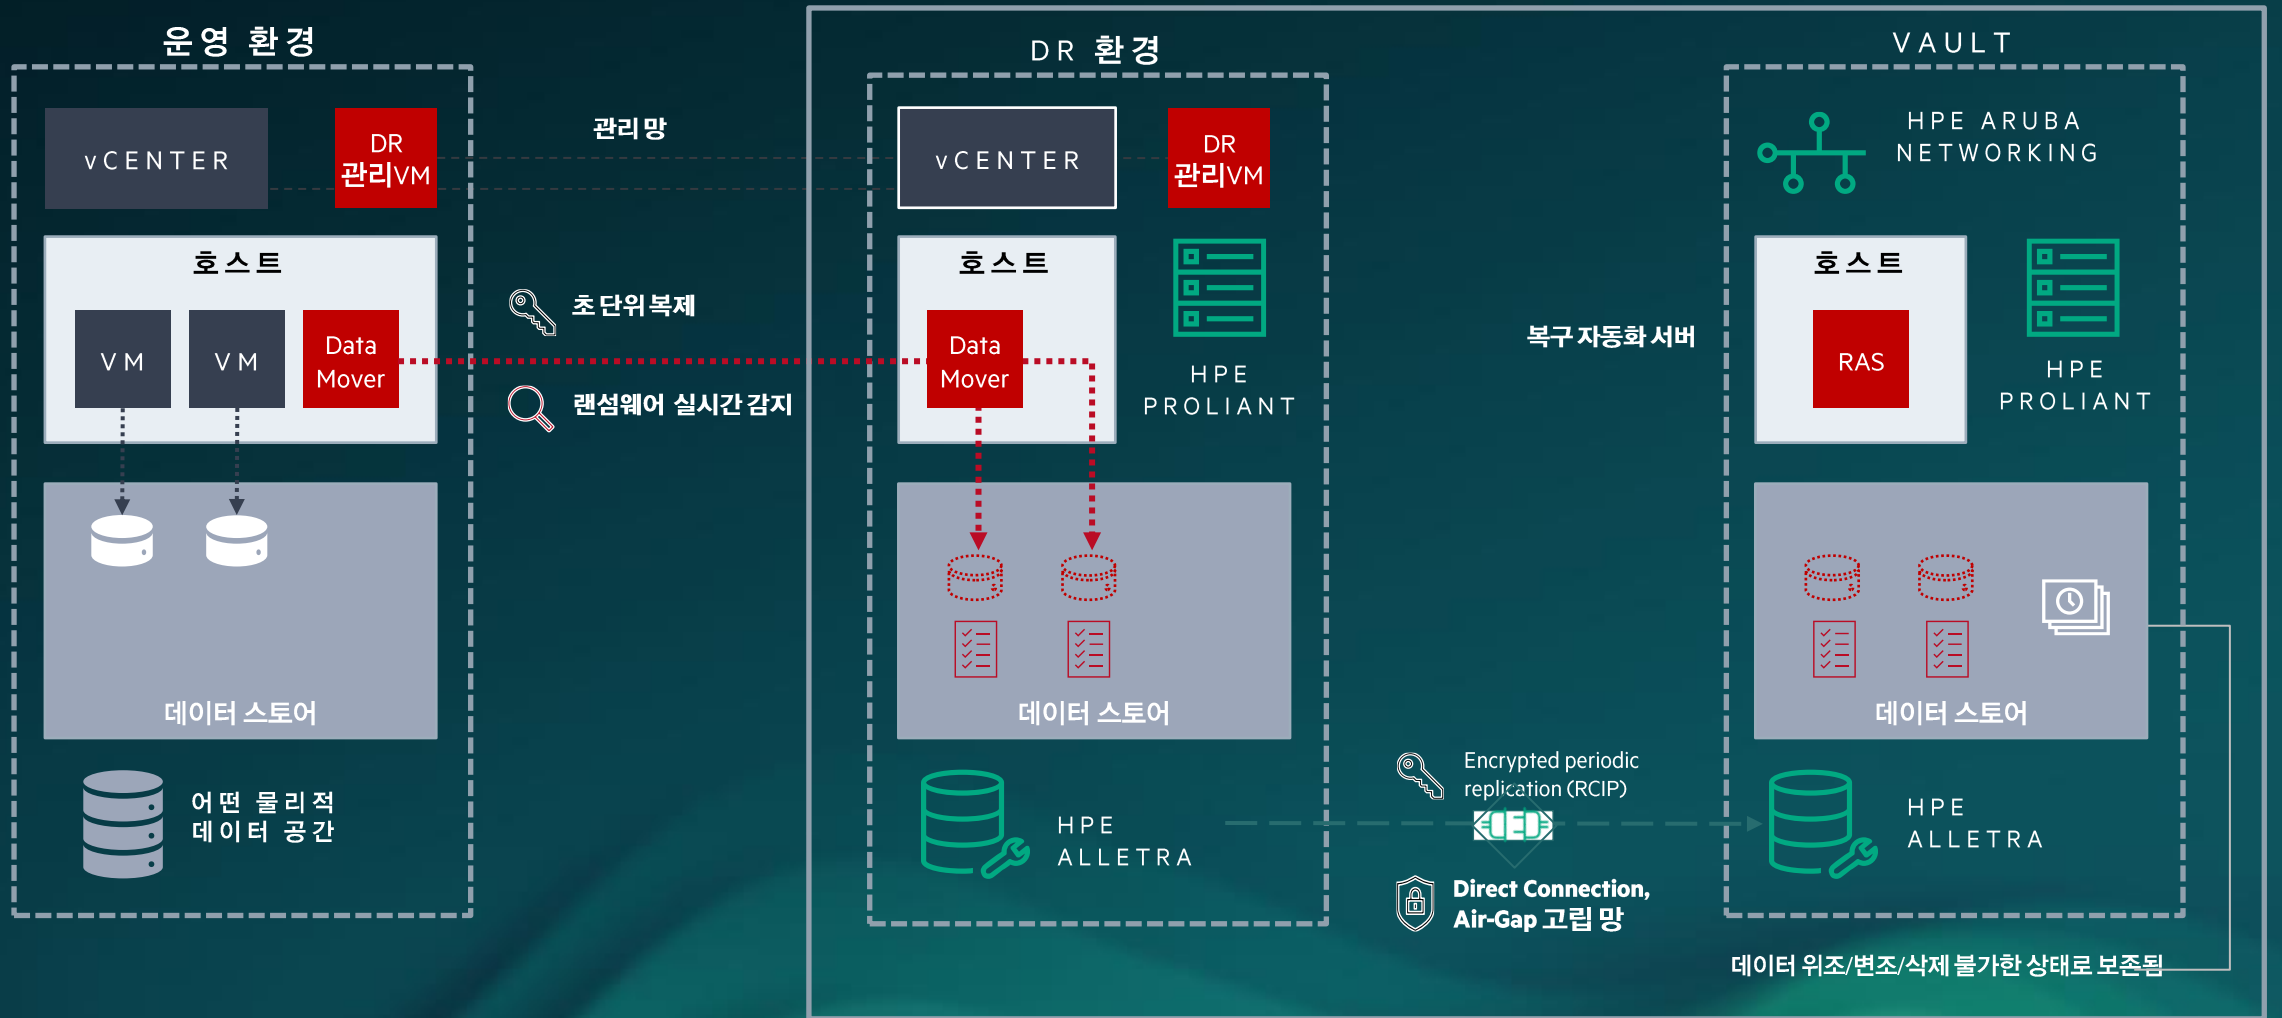 운영 환경
vCENTER
DR
관리VM
호스트
VM
VM
Data
Mover
데이터 스토어
어떤 물리적
데이터 공간
관리 망
초 단위 복제
랜섬웨어 실시간 감지
DR 환경
vCENTER
DR
관리VM
호스트
Data
Mover
HPE
PROLIANT
데이터 스토어
HPE
ALLETRA
Encrypted periodic
replication (RCIP)
Direct Connection,
Air-Gap 고립 망
복구 자동화 서버
VAULT
HPE ARUBA
NETWORKING
호스트
RAS
HPE
PROLIANT
데이터 스토어
HPE
ALLETRA
데이터 위조/변조/삭제 불가한 상태로 보존됨